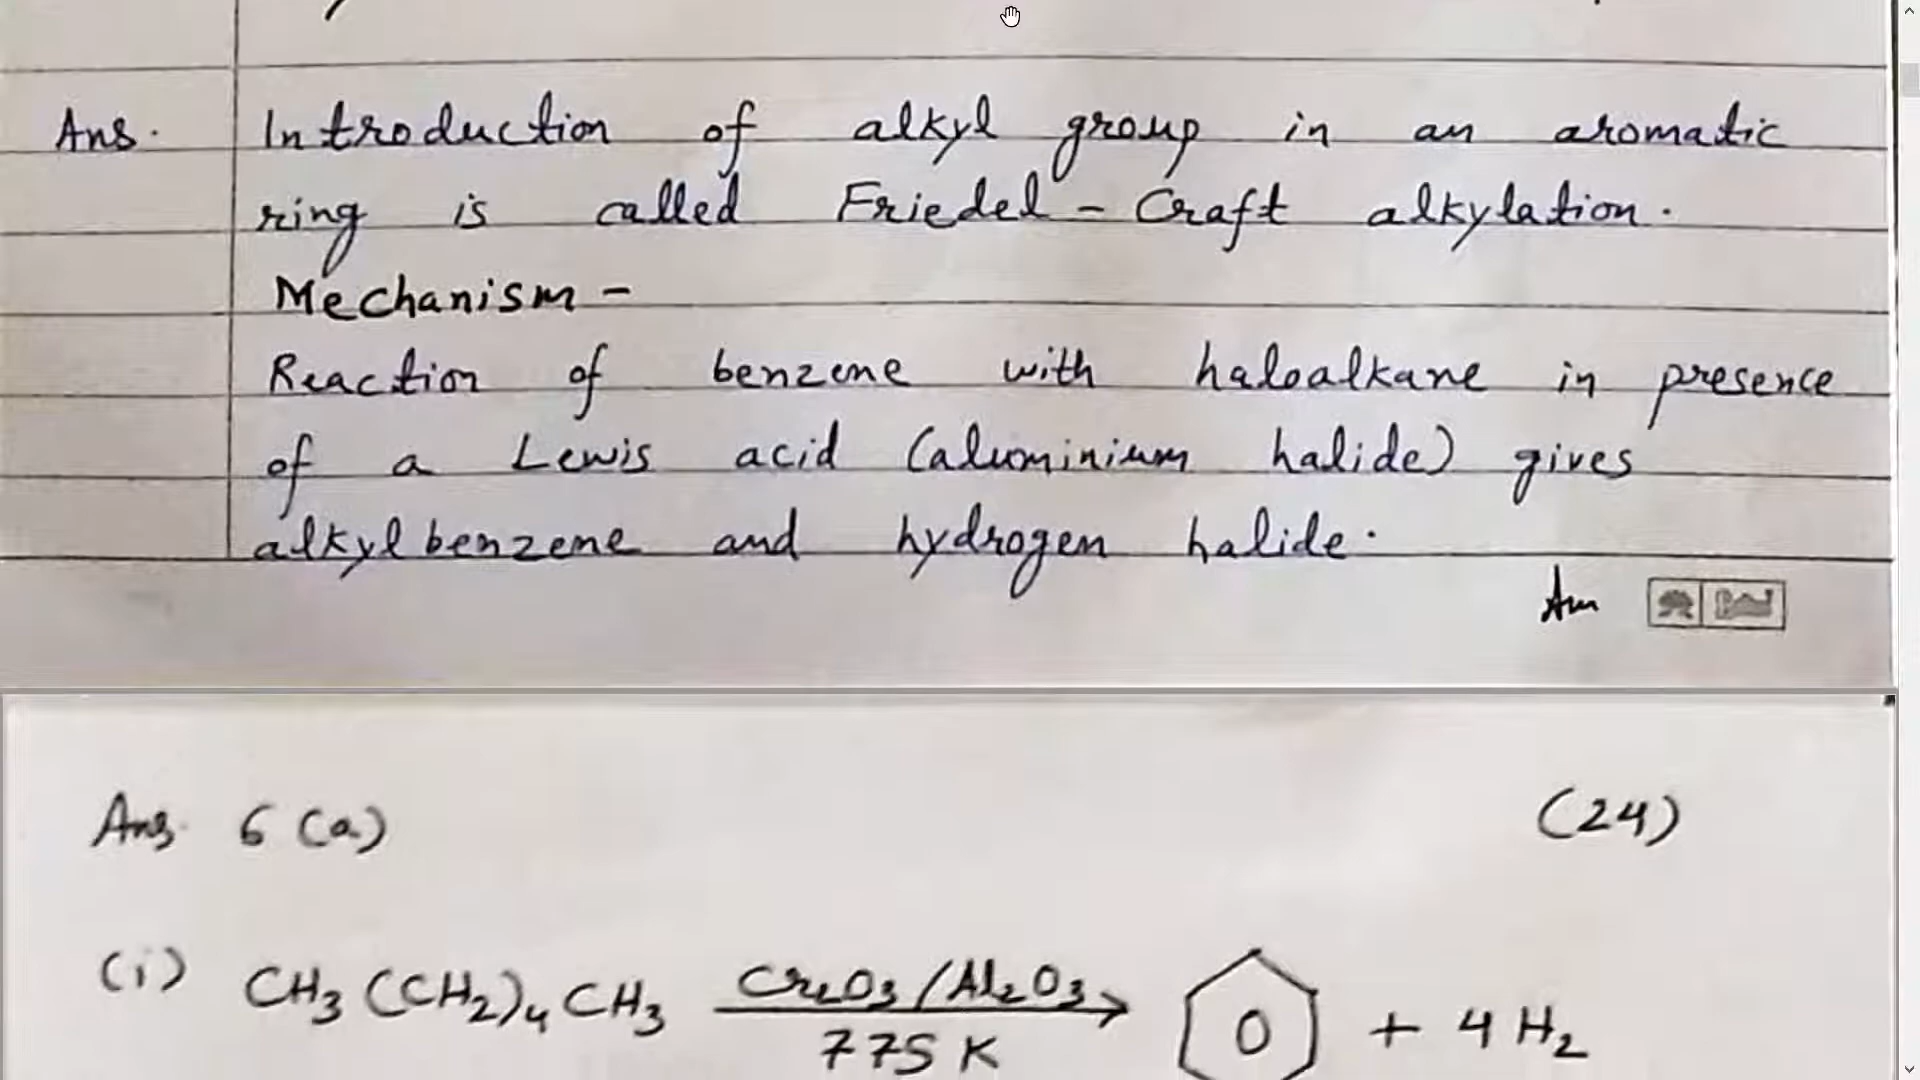 Ans. Introduction of alkyl group in an aromatic
ring is called Friedel - Craft alkylation.
Mechanism -
Reaction of benzene with haloalkane in presence
of a Lewis acid (aluminium halide) gives
alkyl benzene and hydrogen halide.
Ans. 6 (a) (24)
(i) CH3 (CH2)4 CH3 Cr2O3 / Al2O3 + 4 H2
775 K